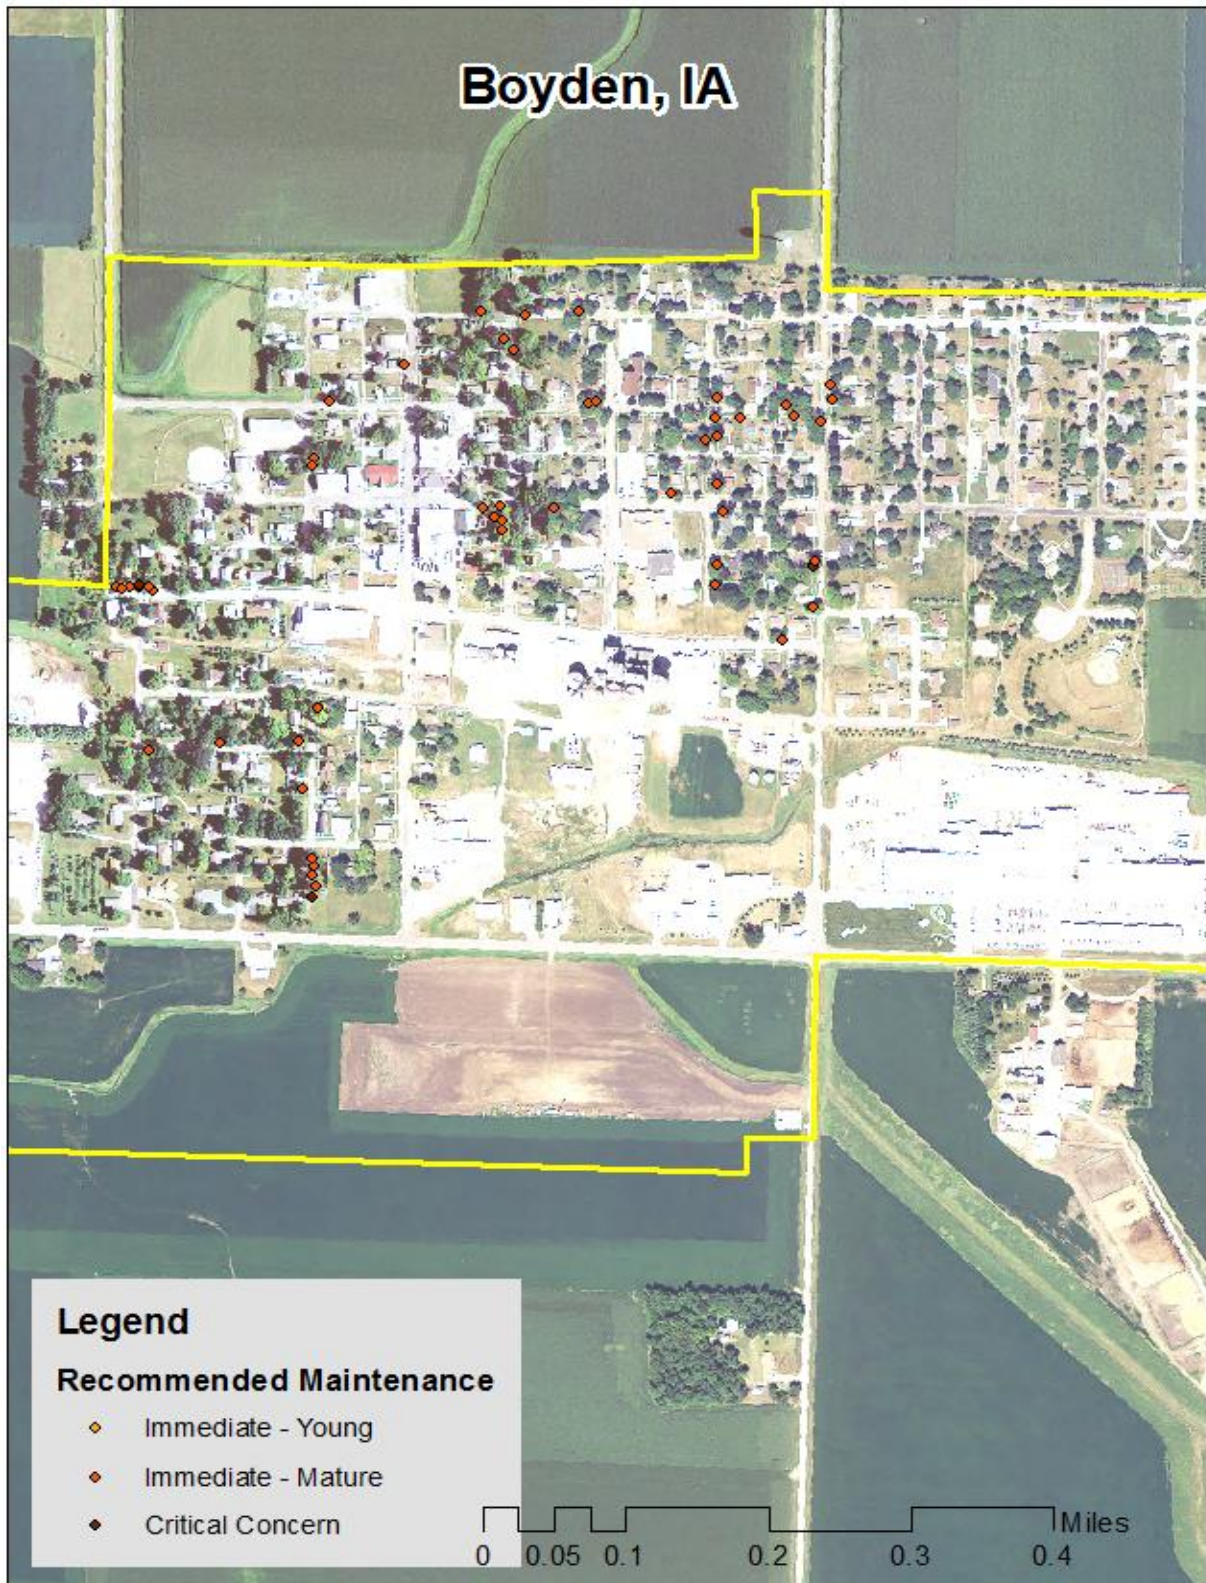 Boyden, IA
Legend
Recommended Maintenance
Immediate - Young
Immediate - Mature
Critical Concern
Miles
0 0.05 0.1 0.2 0.3 0.4